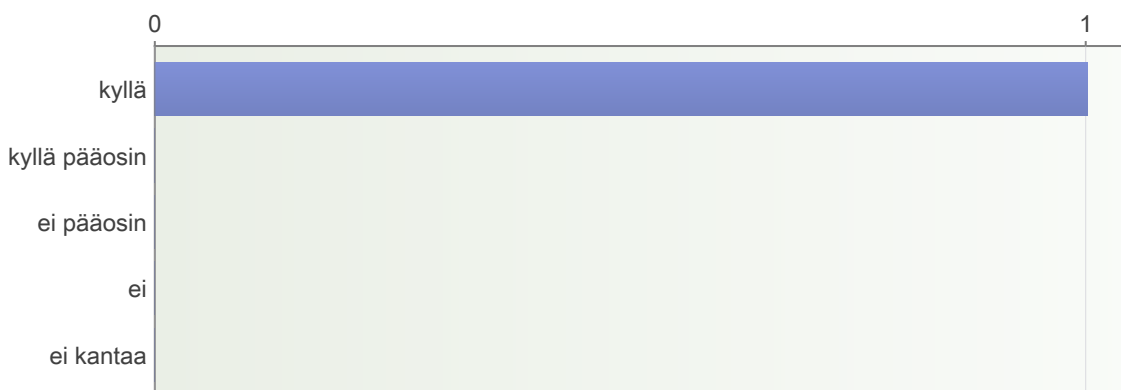 0 1
kyllä
kyllä pääosin
ei pääosin
ei
ei kantaa